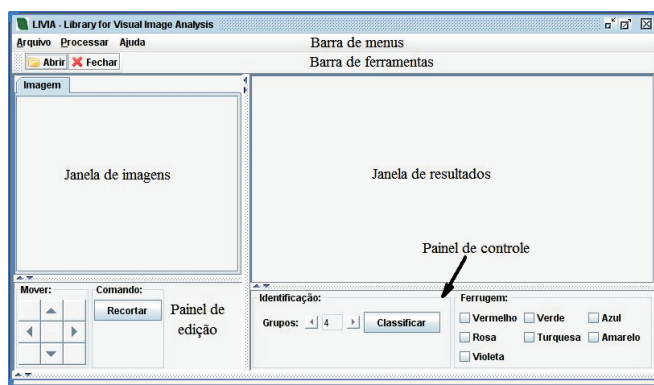 LIVIA - Library for Visual Image Analysis
Arquivo Processar Ajuda Barra de menus
Abrir Fechar Barra de ferramentas
Imagem
Janela de imagens
Janela de resultados
Painel de controle
Mover: Comando:
Recortar
Painel de edição
Identificação:
Grupos: 4 Classificar
Ferrugem:
Vermelho Verde Azul
Rosa Turquesa Amarelo
Violeta